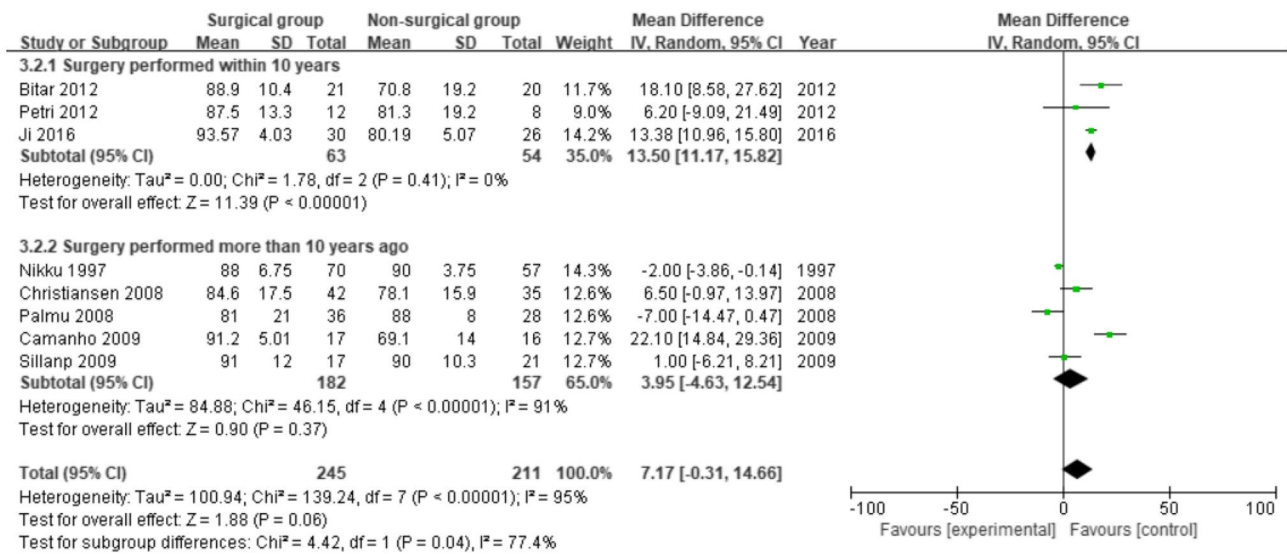 Surgical group Non-surgical group Mean Difference Mean Difference
Study or Subgroup Mean SD Total Mean SD Total Weight IV, Random, 95% CI Year IV, Random, 95% CI
3.2.1 Surgery performed within 10 years
Bitar 2012 88.9 10.4 21 70.8 19.2 20 11.7% 18.10 [8.58, 27.62] 2012
Petri 2012 87.5 13.3 12 81.3 19.2 8 9.0% 6.20 [-9.09, 21.49] 2012
Ji 2016 93.57 4.03 30 80.19 5.07 26 14.2% 13.38 [10.96, 15.80] 2016
Subtotal (95% CI) 63 54 35.0% 13.50 [11.17, 15.82]
Heterogeneity: Tau² = 0.00; Chi² = 1.78, df = 2 (P = 0.41); I² = 0%
Test for overall effect: Z = 11.39 (P < 0.00001)
3.2.2 Surgery performed more than 10 years ago
Nikku 1997 88 6.75 70 90 3.75 57 14.3% -2.00 [-3.86, -0.14] 1997
Christiansen 2008 84.6 17.5 42 78.1 15.9 35 12.6% 6.50 [-0.97, 13.97] 2008
Palmu 2008 81 21 36 88 8 28 12.6% -7.00 [-14.47, 0.47] 2008
Camanho 2009 91.2 5.01 17 69.1 14 16 12.7% 22.10 [14.84, 29.36] 2009
Sillanp 2009 91 12 17 90 10.3 21 12.7% 1.00 [-6.21, 8.21] 2009
Subtotal (95% CI) 182 157 65.0% 3.95 [-4.63, 12.54]
Heterogeneity: Tau² = 84.88; Chi² = 46.15, df = 4 (P < 0.00001); I² = 91%
Test for overall effect: Z = 0.90 (P = 0.37)
Total (95% CI) 245 211 100.0% 7.17 [-0.31, 14.66]
Heterogeneity: Tau² = 100.94; Chi² = 139.24, df = 7 (P < 0.00001); I² = 95%
Test for overall effect: Z = 1.88 (P = 0.06)
Test for subgroup differences: Chi² = 4.42, df = 1 (P = 0.04), I² = 77.4%
-100 -50 0 50 100
Favours [experimental] Favours [control]